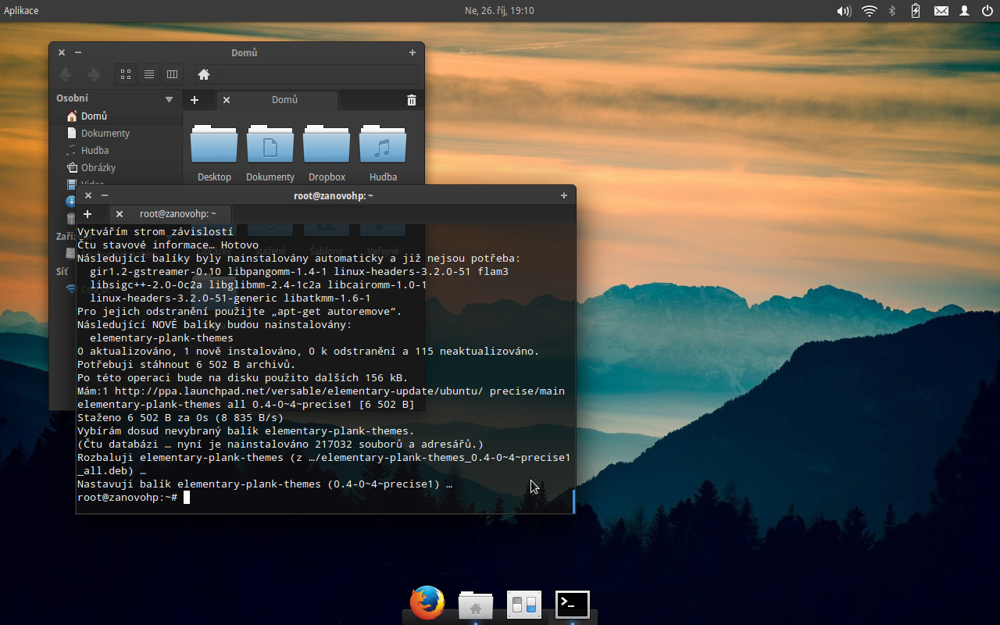 Aplikace
Ne, 26. říj, 19:10
Domů
Osobní
Domů
Domů
Dokumenty
Hudba
Obrázky
Videa
Desktop
Dokumenty
Dropbox
Hudba
Síť
root@zanovohp: ~
root@zanovohp: ~
Vytvářím strom závislostí
Čtu stavové informace… Hotovo
Následující balíky byly nainstalovány automaticky a již nejsou potřeba:
gir1.2-gstreamer-0.10 libpangomm-1.4-1 linux-headers-3.2.0-51 flam3
libsigc++-2.0-0c2a libglibmm-2.4-1c2a libcairomm-1.0-1
linux-headers-3.2.0-51-generic libatkmm-1.6-1
Pro jejich odstranění použijte „apt-get autoremove“.
Následující NOVÉ balíky budou nainstalovány:
elementary-plank-themes
0 aktualizováno, 1 nově instalováno, 0 k odstranění a 115 neaktualizováno.
Potřebuji stáhnout 6 502 B archivů.
Po této operaci bude na disku použito dalších 156 kB.
Mám:1 http://ppa.launchpad.net/versable/elementary-update/ubuntu/ precise/main
elementary-plank-themes all 0.4-0~4~precise1 [6 502 B]
Staženo 6 502 B za 0s (8 835 B/s)
Vybírám dosud nevybraný balík elementary-plank-themes.
(Čtu databázi … nyní je nainstalováno 217032 souborů a adresářů.)
Rozbaluji elementary-plank-themes (z …/elementary-plank-themes_0.4-0~4~precise1
_all.deb) …
Nastavuji balík elementary-plank-themes (0.4-0~4~precise1) …
root@zanovohp:~#